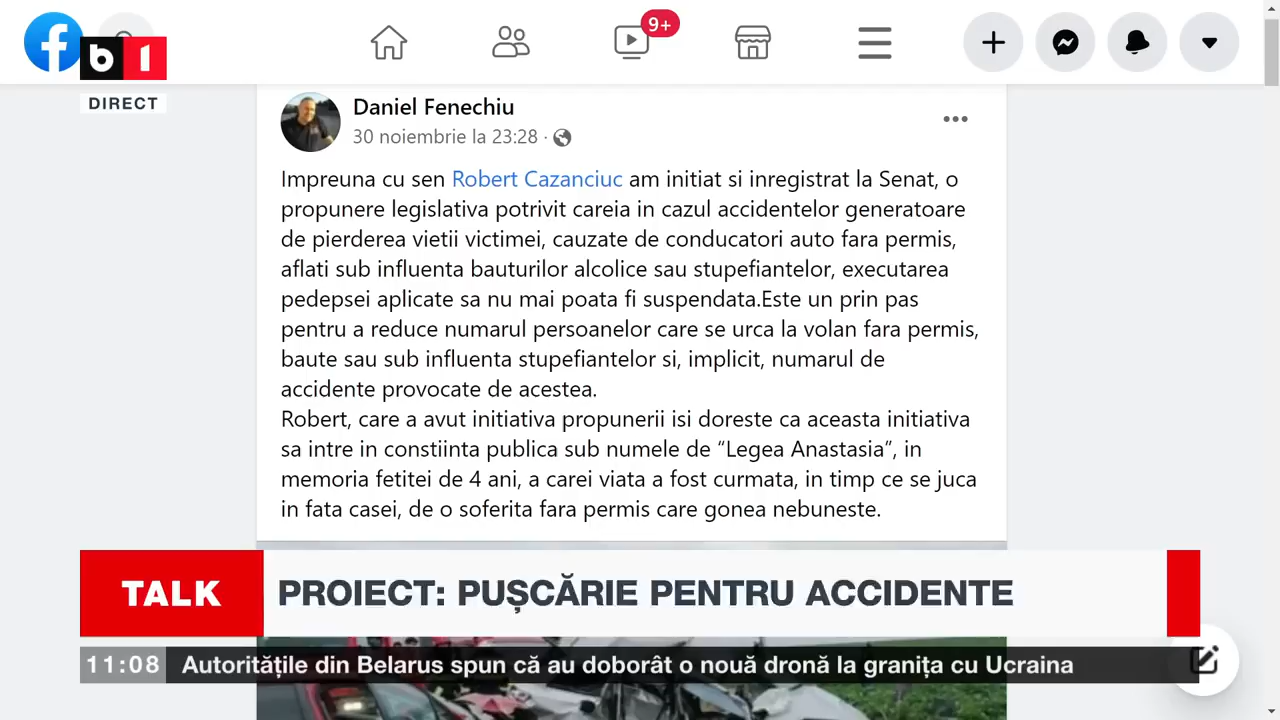 9+
b1
DIRECT
Daniel Fenechiu
30 noiembrie la 23:28 ·
Impreuna cu sen Robert Cazanciuc am initiat si inregistrat la Senat, o
propunere legislativa potrivit careia in cazul accidentelor generatoare
de pierderea vietii victimei, cauzate de conducatori auto fara permis,
aflati sub influenta bauturilor alcolice sau stupefiantelor, executarea
pedepsei aplicate sa nu mai poata fi suspendata.Este un prin pas
pentru a reduce numarul persoanelor care se urca la volan fara permis,
baute sau sub influenta stupefiantelor si, implicit, numarul de
accidente provocate de acestea.
Robert, care a avut initiativa propunerii isi doreste ca aceasta initiativa
sa intre in constiinta publica sub numele de “Legea Anastasia”, in
memoria fetitei de 4 ani, a carei viata a fost curmata, in timp ce se juca
in fata casei, de o soferita fara permis care gonea nebuneste.
TALK
PROIECT: PUȘCĂRIE PENTRU ACCIDENTE
11:08
Autoritățile din Belarus spun că au doborât o nouă dronă la granița cu Ucraina